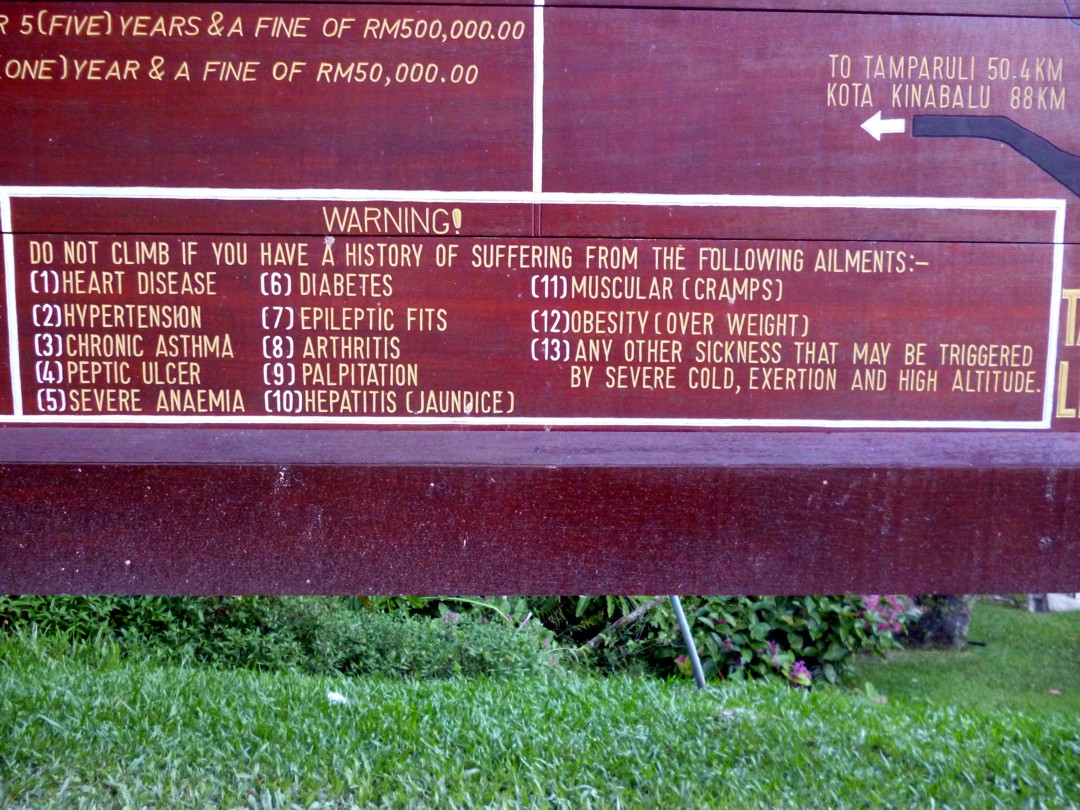 R 5(FIVE) YEARS & A FINE OF RM500,000.00
(ONE) YEAR & A FINE OF RM50,000.00
TO TAMPARULI 50.4KM
KOTA KINABALU 88KM
WARNING!
DO NOT CLIMB IF YOU HAVE A HISTORY OF SUFFERING FROM THE FOLLOWING AILMENTS:-
(1) HEART DISEASE
(2) HYPERTENSION
(3) CHRONIC ASTHMA
(4) PEPTIC ULCER
(5) SEVERE ANAEMIA
(6) DIABETES
(7) EPILEPTIC FITS
(8) ARTHRITIS
(9) PALPITATION
(10) HEPATITIS (JAUNDICE)
(11) MUSCULAR (CRAMPS)
(12) OBESITY (OVER WEIGHT)
(13) ANY OTHER SICKNESS THAT MAY BE TRIGGERED
BY SEVERE COLD, EXERTION AND HIGH ALTITUDE.